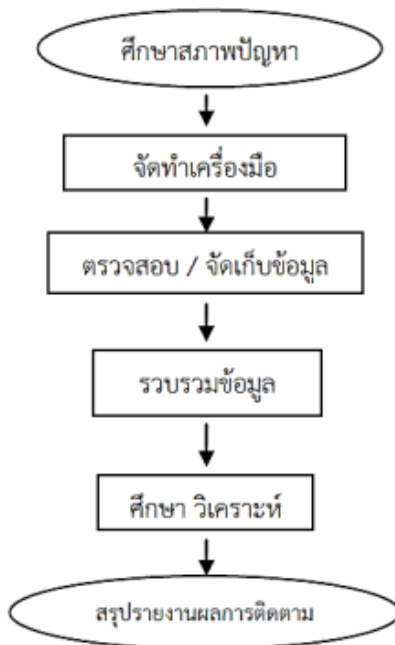 ศึกษาสภาพปัญหา
จัดทำเครื่องมือ
ตรวจสอบ / จัดเก็บข้อมูล
รวบรวมข้อมูล
ศึกษา วิเคราะห์
สรุปรายงานผลการติดตาม